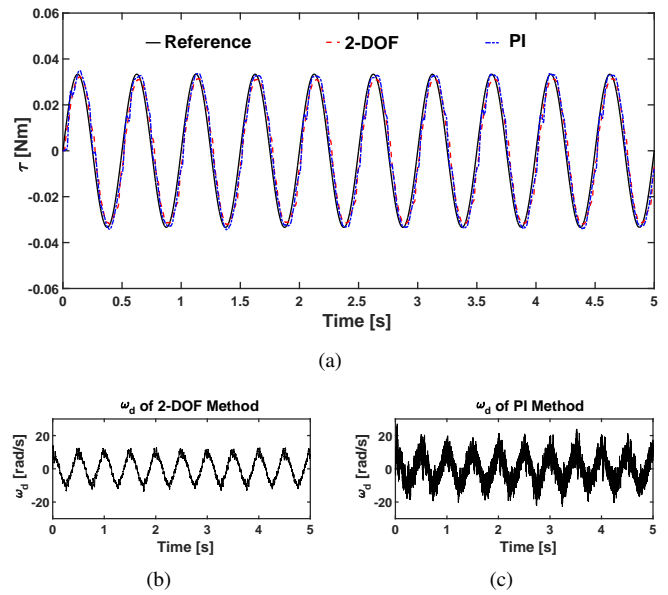 0.06
Reference 2-DOF PI
0.04
0.02
0
-0.02
-0.04
-0.06
τ [Nm]
0 0.5 1 1.5 2 2.5 3 3.5 4 4.5 5
Time [s]
(a)
ω_d of 2-DOF Method
20
0
-20
ω_d [rad/s]
0 1 2 3 4 5
Time [s]
(b)
ω_d of PI Method
20
0
-20
ω_d [rad/s]
0 1 2 3 4 5
Time [s]
(c)